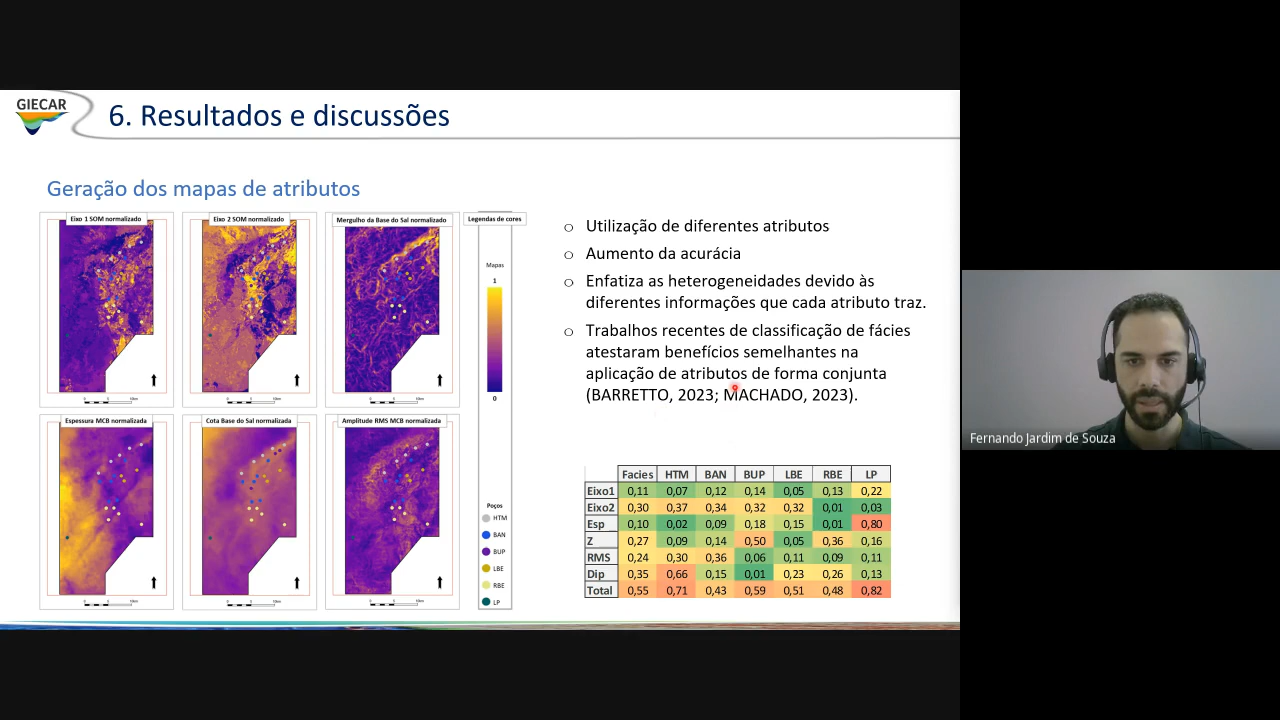 GIECAR
6. Resultados e discussões
Geração dos mapas de atributos
Eixo 1 SOM normalizado
Eixo 2 SOM normalizado
Mergulho da Base do Sal normalizado
Legendas de cores
Mapas
1
0
Espessura MCB normalizada
Cota Base do Sal normalizada
Amplitude RMS MCB normalizada
Poços
HTM
BAN
BUP
LBE
RBE
LP
o Utilização de diferentes atributos
o Aumento da acurácia
o Enfatiza as heterogeneidades devido às
diferentes informações que cada atributo traz.
o Trabalhos recentes de classificação de fácies
atestaram benefícios semelhantes na
aplicação de atributos de forma conjunta
(BARRETTO, 2023; MACHADO, 2023).
Facies HTM BAN BUP LBE RBE LP
Eixo1 0,11 0,07 0,12 0,14 0,05 0,13 0,22
Eixo2 0,30 0,37 0,34 0,32 0,32 0,01 0,03
Esp 0,10 0,02 0,09 0,18 0,15 0,01 0,80
Z 0,27 0,09 0,14 0,50 0,05 0,36 0,16
RMS 0,24 0,30 0,36 0,06 0,11 0,09 0,11
Dip 0,35 0,66 0,15 0,01 0,23 0,26 0,13
Total 0,55 0,71 0,43 0,59 0,51 0,48 0,82
Fernando Jardim de Souza